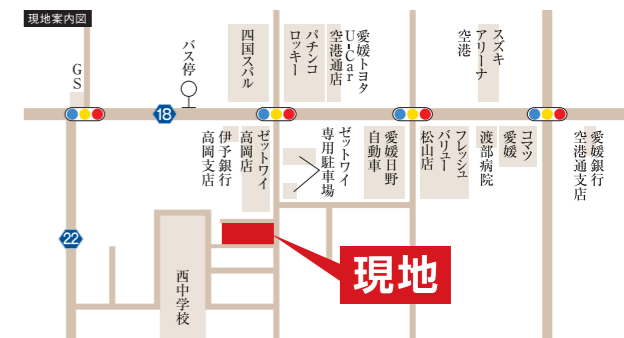 現地案内図
GS
バス停
四国スバル
パチンコ
ロッキー
愛媛トヨタ
U-Car
空港通店
スズキ
アリーナ
空港
18
伊予銀行
高岡支店
ゼットワイ
高岡店
ゼットワイ
専用駐車場
愛媛日野
自動車
フレッシュ
バリュー
松山店
渡部病院
コマツ
愛媛
愛媛銀行
空港通支店
22
西中学校
現地